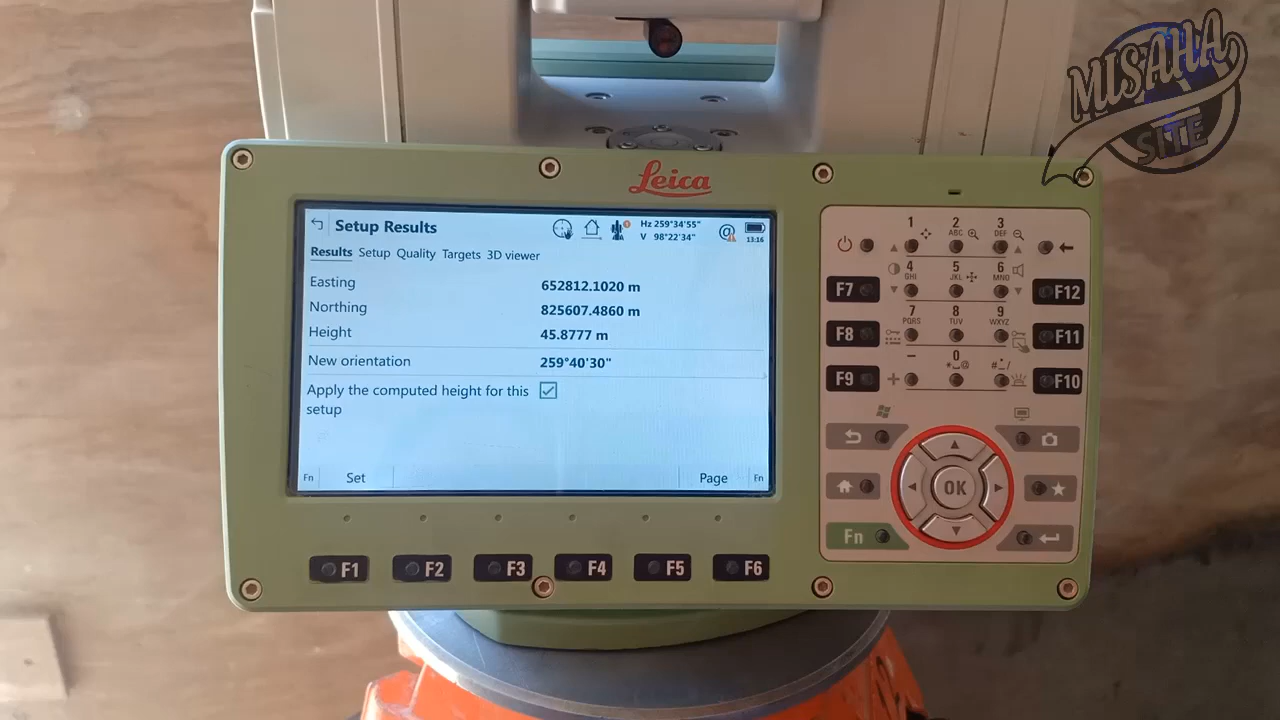 MISAHA
SITE
Leica
Setup Results
Hz 259°34'55"
V 98°22'34"
13:16
Results Setup Quality Targets 3D viewer
Easting 652812.1020 m
Northing 825607.4860 m
Height 45.8777 m
New orientation 259°40'30"
Apply the computed height for this
setup
Fn Set Page Fn
F1 F2 F3 F4 F5 F6
1 2 3
ABC DEF
4 5 6
GHI JKL MNO
F7 F12
7 8 9
PQRS TUV WXYZ
F8 F11
0
F9 F10
OK
Fn